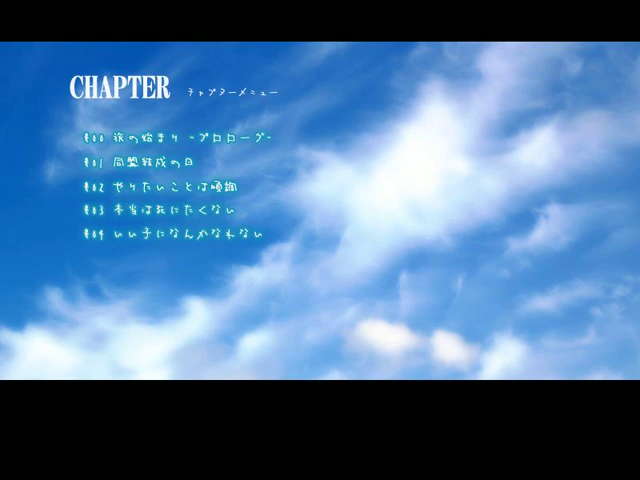 CHAPTER チャプターメニュー
#00 旅の始まり -プロローグ-
#01 同盟結成の日
#02 やりたいことは順調
#03 本当は死にたくない
#04 いい子になんかなれない